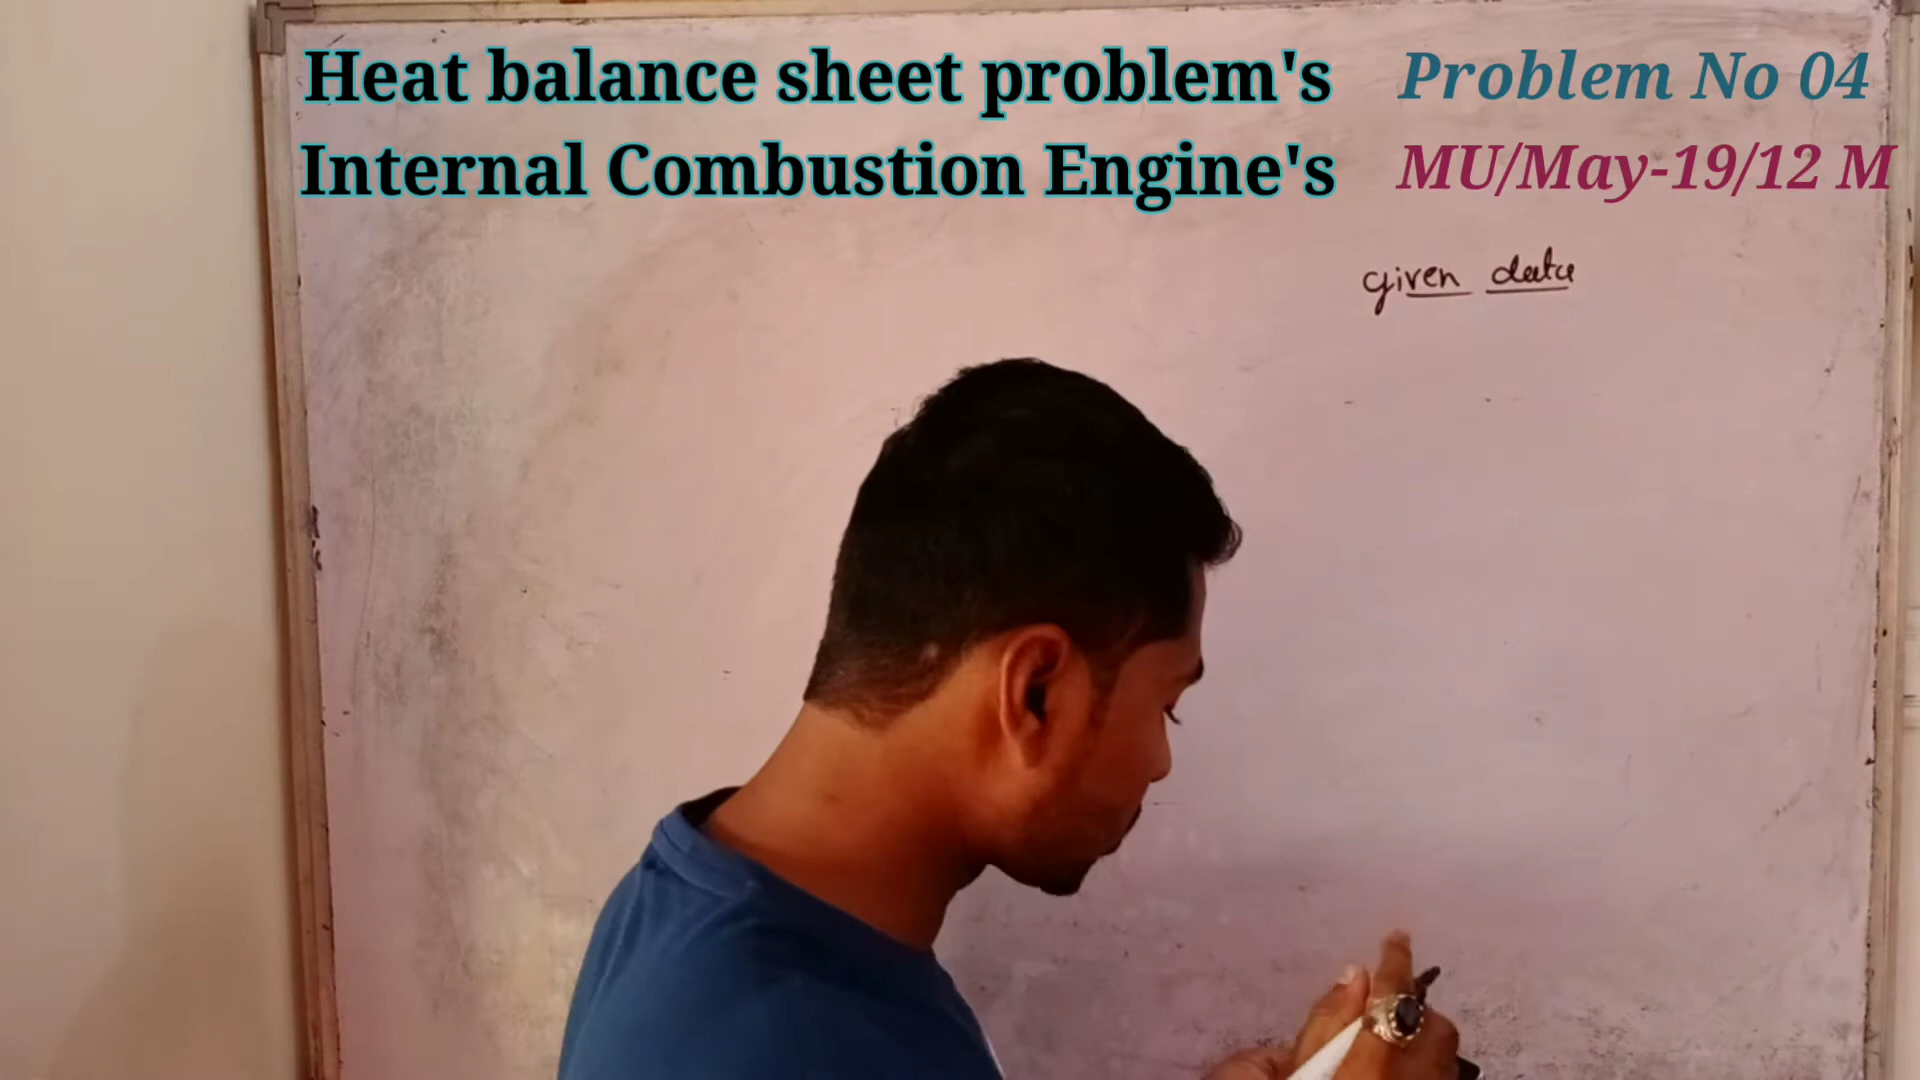 Heat balance sheet problem's
Internal Combustion Engine's
Problem No 04
MU/May-19/12 M
given data